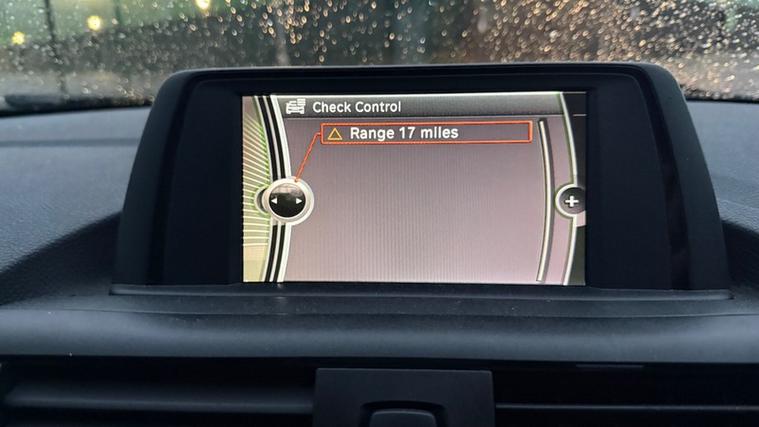 Check Control
Range 17 miles